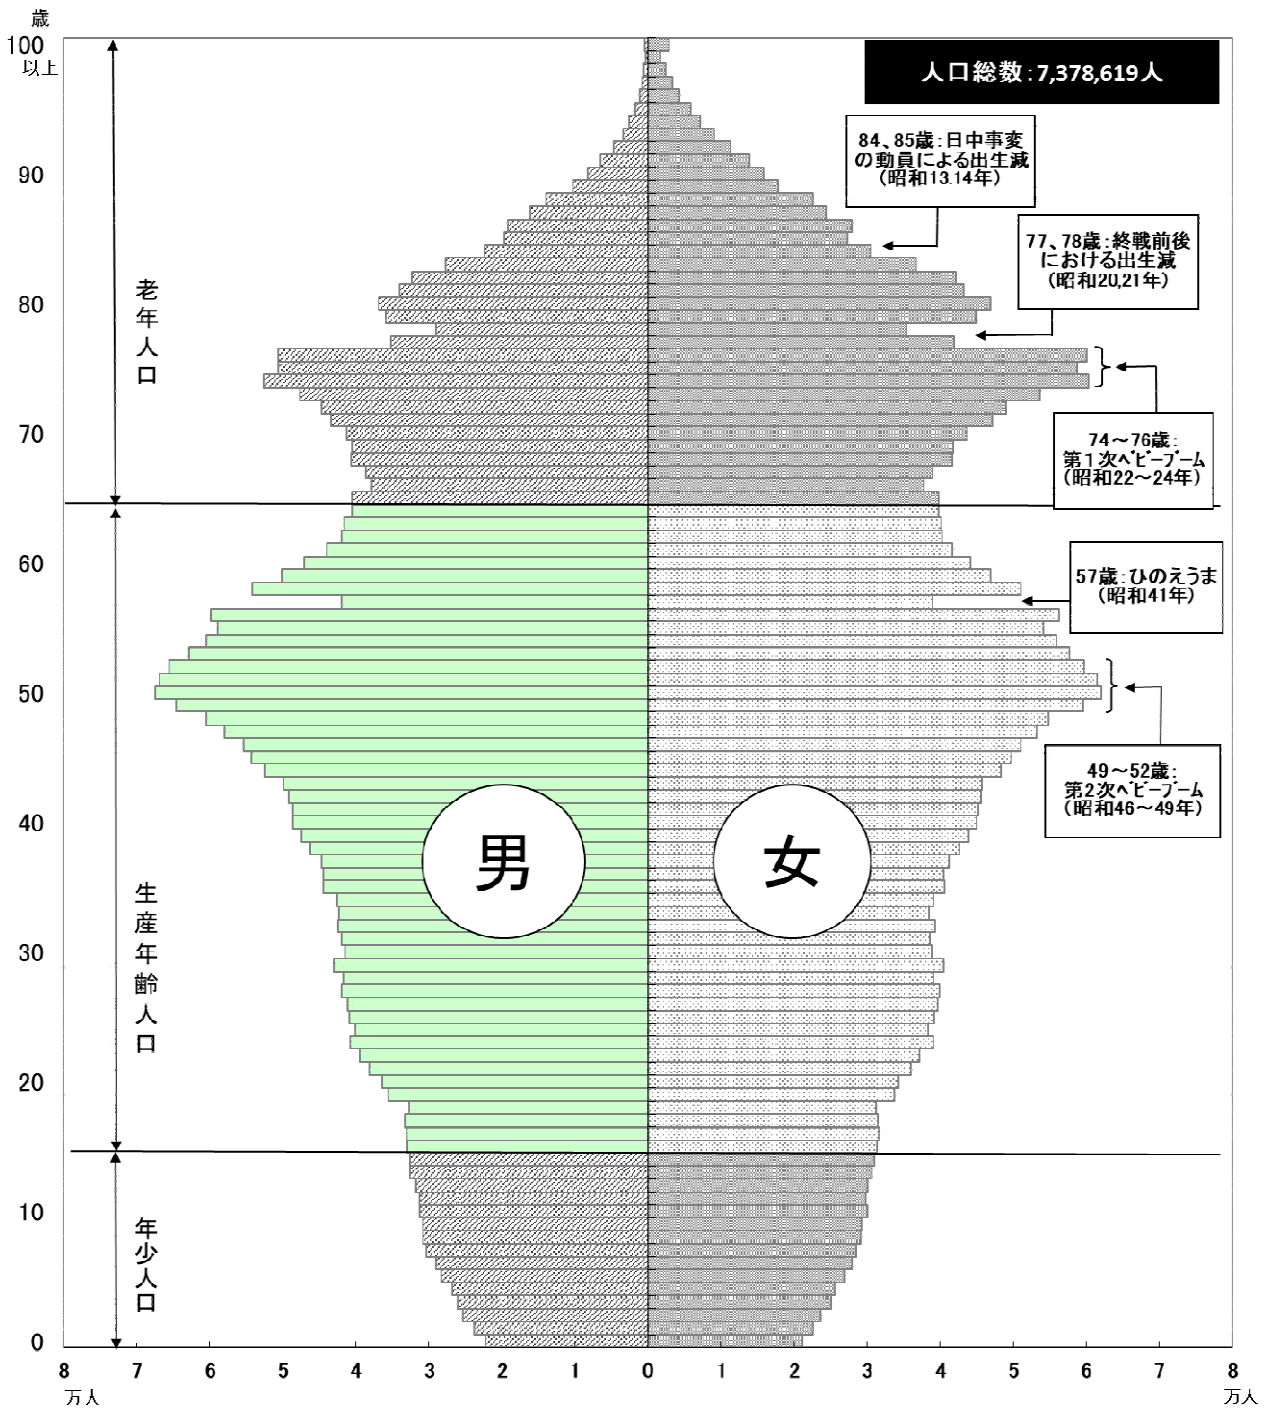 歳
100
以上
人口総数：7,378,619人
84、85歳：日中事変
の動員による出生減
（昭和13.14年）
90
77、78歳：終戦前後
における出生減
（昭和20,21年）
80
老年人口
74～76歳：
第１次ﾍﾞﾋﾞｰﾌﾞｰﾑ
（昭和22～24年）
70
60
57歳：ひのえうま
（昭和41年）
50
49～52歳：
第2次ﾍﾞﾋﾞｰﾌﾞｰﾑ
（昭和46～49年）
40
男
女
生産年齢人口
30
20
10
年少人口
0
8 7 6 5 4 3 2 1 0 1 2 3 4 5 6 7 8
万人 万人